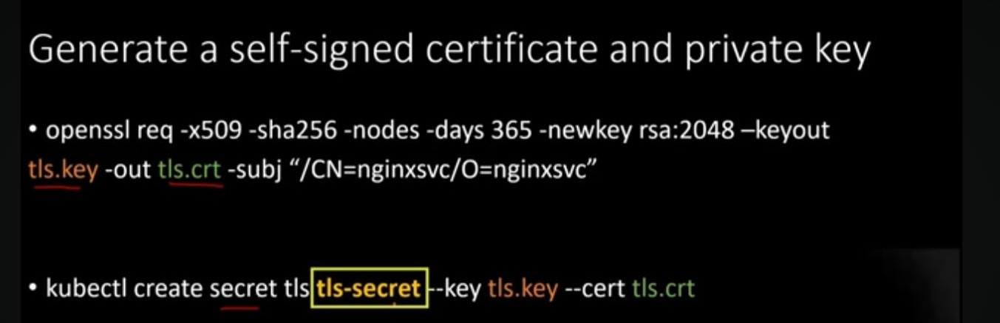 Generate a self-signed certificate and private key
• openssl req -x509 -sha256 -nodes -days 365 -newkey rsa:2048 –keyout
tls.key -out tls.crt -subj “/CN=nginxsvc/O=nginxsvc”
• kubectl create secret tls tls-secret --key tls.key --cert tls.crt